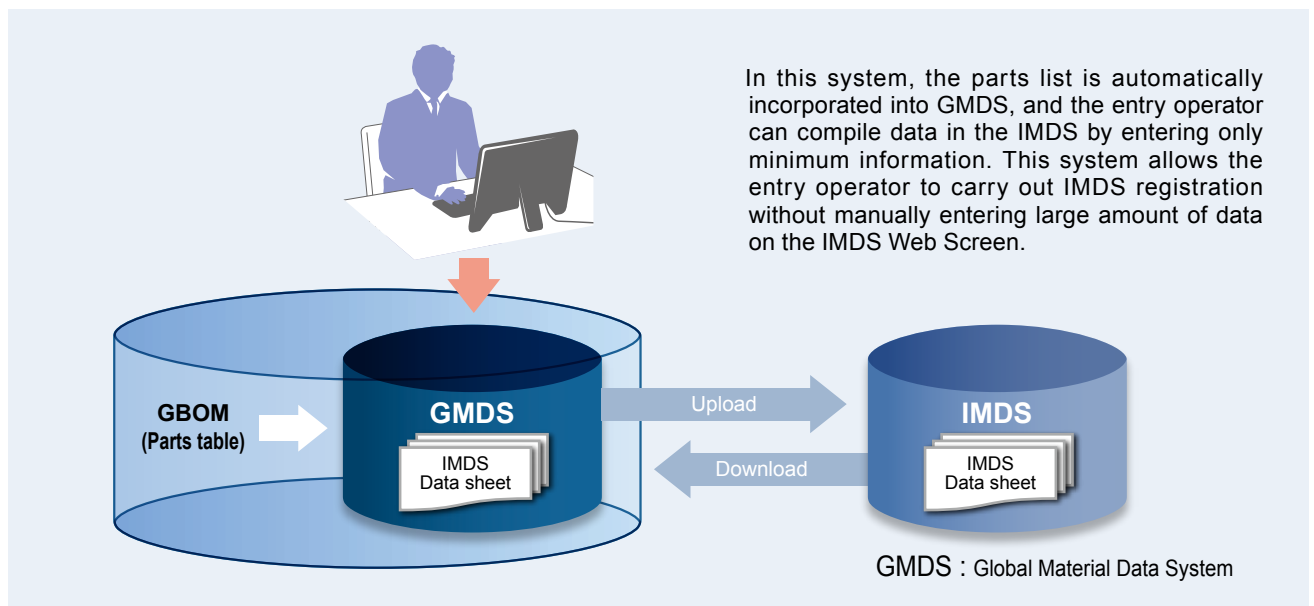 In this system, the parts list is automatically
incorporated into GMDS, and the entry operator
can compile data in the IMDS by entering only
minimum information. This system allows the
entry operator to carry out IMDS registration
without manually entering large amount of data
on the IMDS Web Screen.
GBOM
(Parts table)
GMDS
IMDS
Data sheet
Upload
Download
IMDS
IMDS
Data sheet
GMDS : Global Material Data System